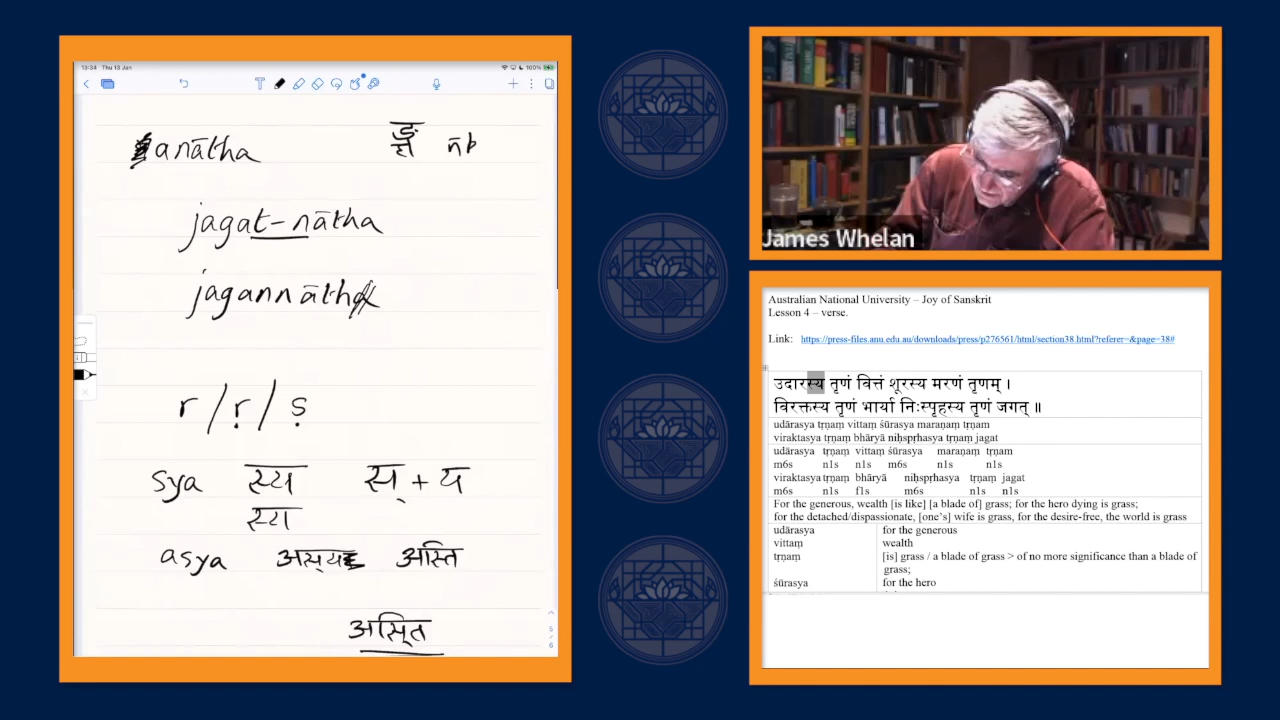 13:34 Thu 13 Jan
100%
anātha
jagat-nātha
jagannāth
r / ṛ / ṣ
sya स्य स् + य
स्य
asya अस्य अस्ति
अस्ति
5
6
James Whelan
Australian National University – Joy of Sanskrit
Lesson 4 – verse.
Link: https://press-files.anu.edu.au/downloads/press/p276561/html/section38.html?referer=&page=38#
उदारस्य तृणं वित्तं शूरस्य मरणं तृणम् ।
विरक्तस्य तृणं भार्या निःस्पृहस्य तृणं जगत् ॥
udārasya tṛṇaṃ vittaṃ śūrasya maraṇaṃ tṛṇam
viraktasya tṛṇaṃ bhāryā niḥspṛhasya tṛṇaṃ jagat
udārasya tṛṇaṃ vittaṃ śūrasya maraṇaṃ tṛṇam
m6s n1s n1s m6s n1s n1s
viraktasya tṛṇaṃ bhāryā niḥspṛhasya tṛṇaṃ jagat
m6s n1s f1s m6s n1s n1s
For the generous, wealth [is like] [a blade of] grass; for the hero dying is grass;
for the detached/dispassionate, [one's] wife is grass, for the desire-free, the world is grass
udārasya for the generous
vittaṃ wealth
tṛṇaṃ [is] grass / a blade of grass > of no more significance than a blade of
grass;
śūrasya for the hero